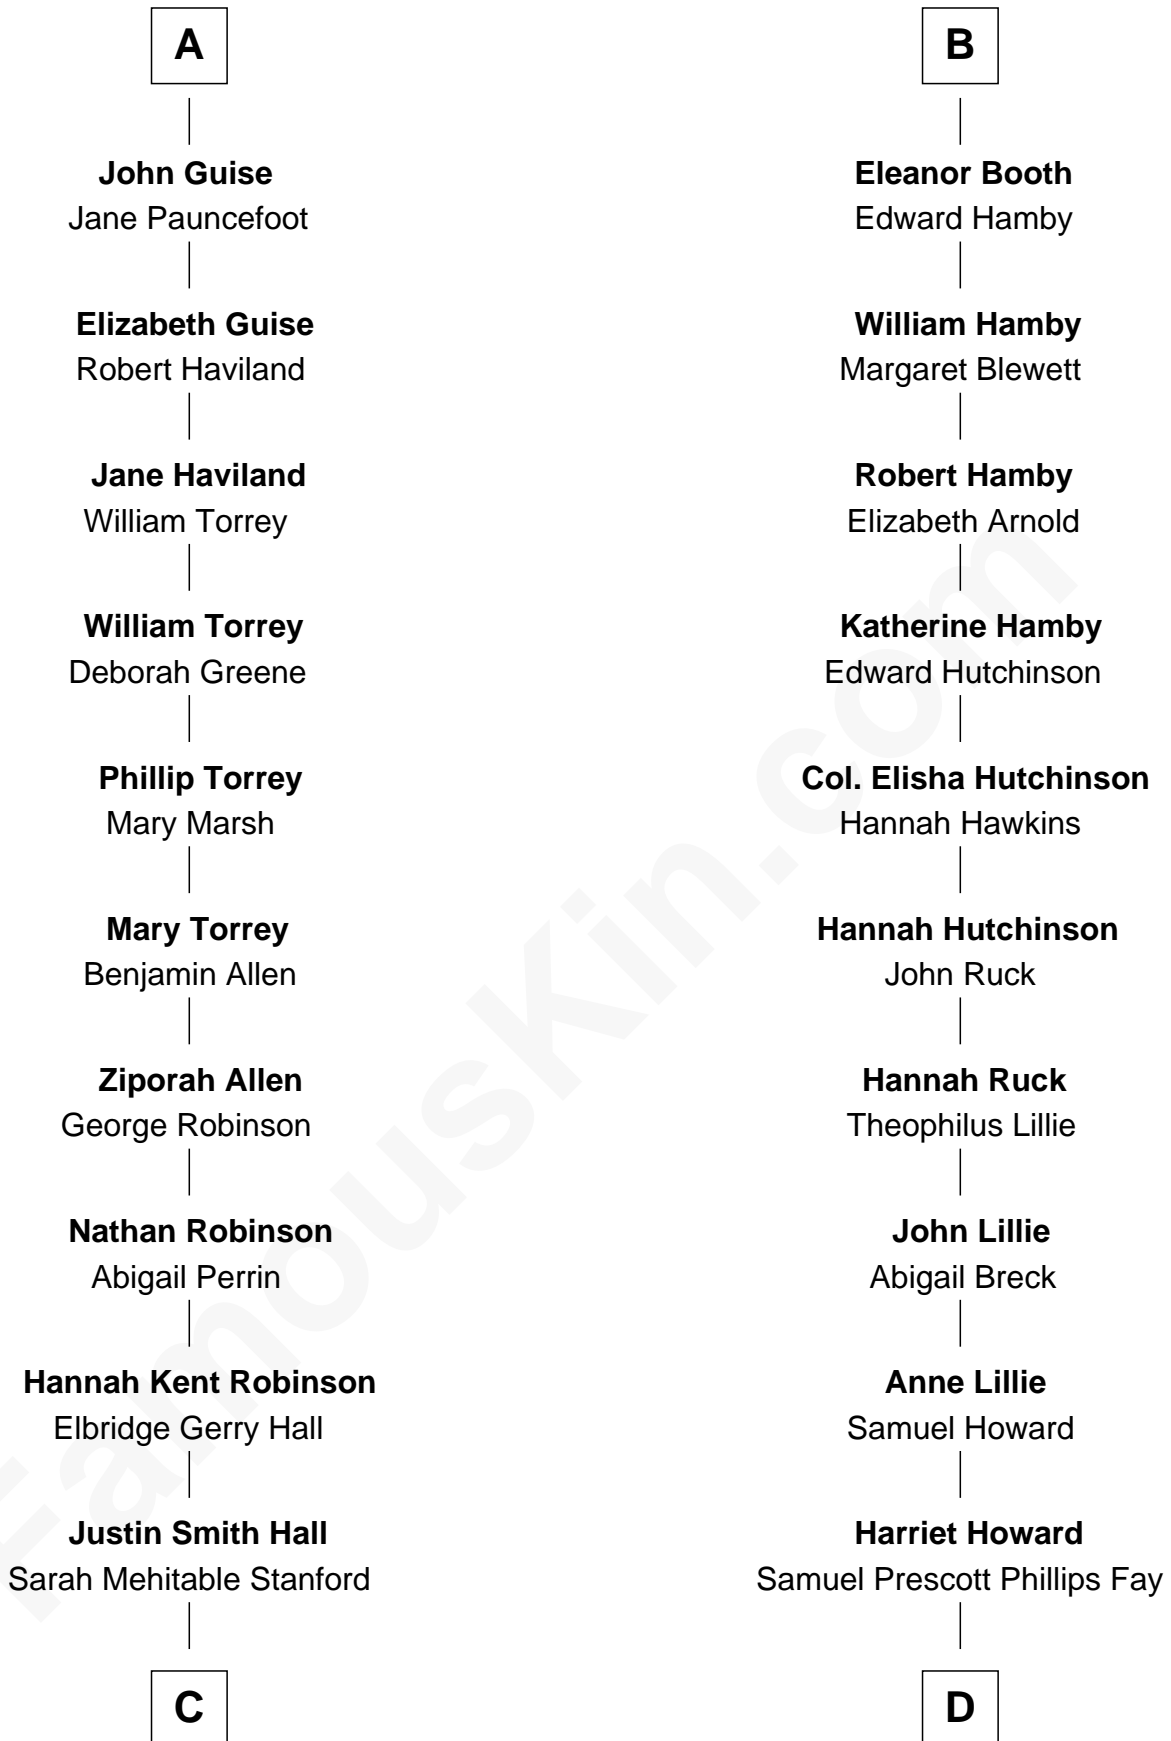 A
John Guise
Jane Pauncefoot
Elizabeth Guise
Robert Haviland
Jane Haviland
William Torrey
William Torrey
Deborah Greene
Phillip Torrey
Mary Marsh
Mary Torrey
Benjamin Allen
Ziporah Allen
George Robinson
Nathan Robinson
Abigail Perrin
Hannah Kent Robinson
Elbridge Gerry Hall
Justin Smith Hall
Sarah Mehitable Stanford
C
B
Eleanor Booth
Edward Hamby
William Hamby
Margaret Blewett
Robert Hamby
Elizabeth Arnold
Katherine Hamby
Edward Hutchinson
Col. Elisha Hutchinson
Hannah Hawkins
Hannah Hutchinson
John Ruck
Hannah Ruck
Theophilus Lillie
John Lillie
Abigail Breck
Anne Lillie
Samuel Howard
Harriet Howard
Samuel Prescott Phillips Fay
D
FamousKin.com